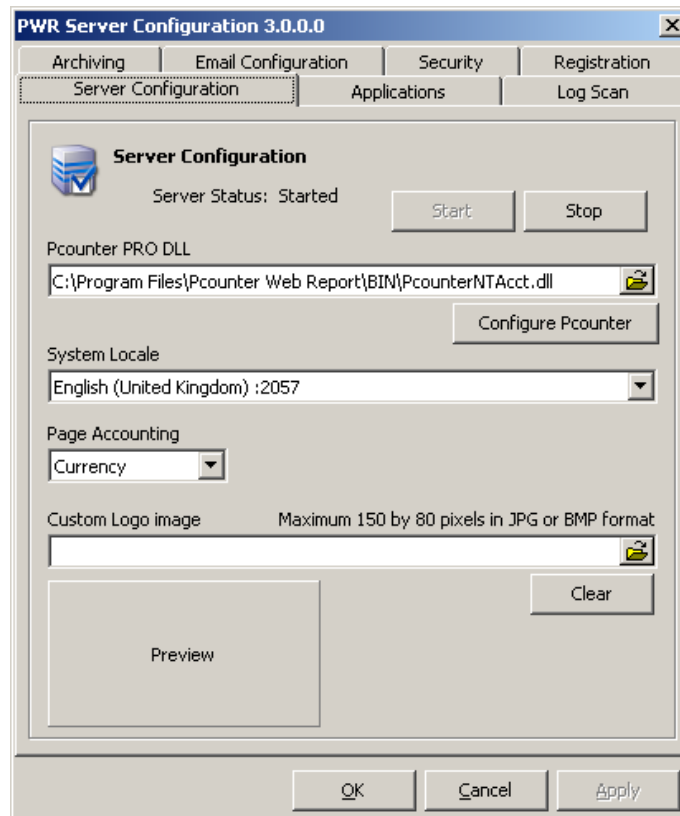 PWR Server Configuration 3.0.0.0
Archiving Email Configuration Security Registration
Server Configuration Applications Log Scan
Server Configuration
Server Status: Started
Start Stop
Pcounter PRO DLL
C:\Program Files\Pcounter Web Report\BIN\PcounterNTAcct.dll
Configure Pcounter
System Locale
English (United Kingdom) :2057
Page Accounting
Currency
Custom Logo image Maximum 150 by 80 pixels in JPG or BMP format
Clear
Preview
OK Cancel Apply